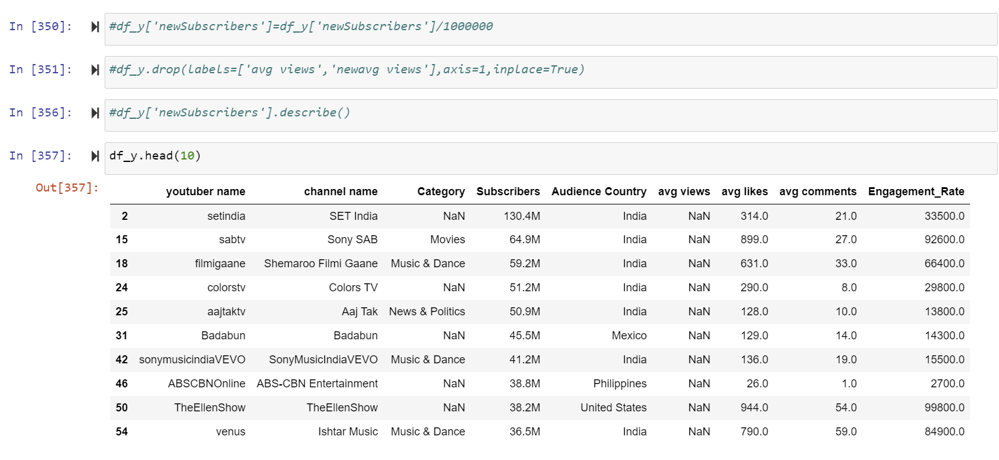 In [350]: #df_y['newSubscribers']=df_y['newSubscribers']/1000000
In [351]: #df_y.drop(labels=['avg views','newavg views'],axis=1,inplace=True)
In [356]: #df_y['newSubscribers'].describe()
In [357]: df_y.head(10)
Out[357]:
youtuber name channel name Category Subscribers Audience Country avg views avg likes avg comments Engagement_Rate
2 setindia SET India NaN 130.4M India NaN 314.0 21.0 33500.0
15 sabtv Sony SAB Movies 64.9M India NaN 899.0 27.0 92600.0
18 filmigaane Shemaroo Filmi Gaane Music & Dance 59.2M India NaN 631.0 33.0 66400.0
24 colorstv Colors TV NaN 51.2M India NaN 290.0 8.0 29800.0
25 aajtaktv Aaj Tak News & Politics 50.9M India NaN 128.0 10.0 13800.0
31 Badabun Badabun NaN 45.5M Mexico NaN 129.0 14.0 14300.0
42 sonymusicindiaVEVO SonyMusicIndiaVEVO Music & Dance 41.2M India NaN 136.0 19.0 15500.0
46 ABSCBNOnline ABS-CBN Entertainment NaN 38.8M Philippines NaN 26.0 1.0 2700.0
50 TheEllenShow TheEllenShow NaN 38.2M United States NaN 944.0 54.0 99800.0
54 venus Ishtar Music Music & Dance 36.5M India NaN 790.0 59.0 84900.0